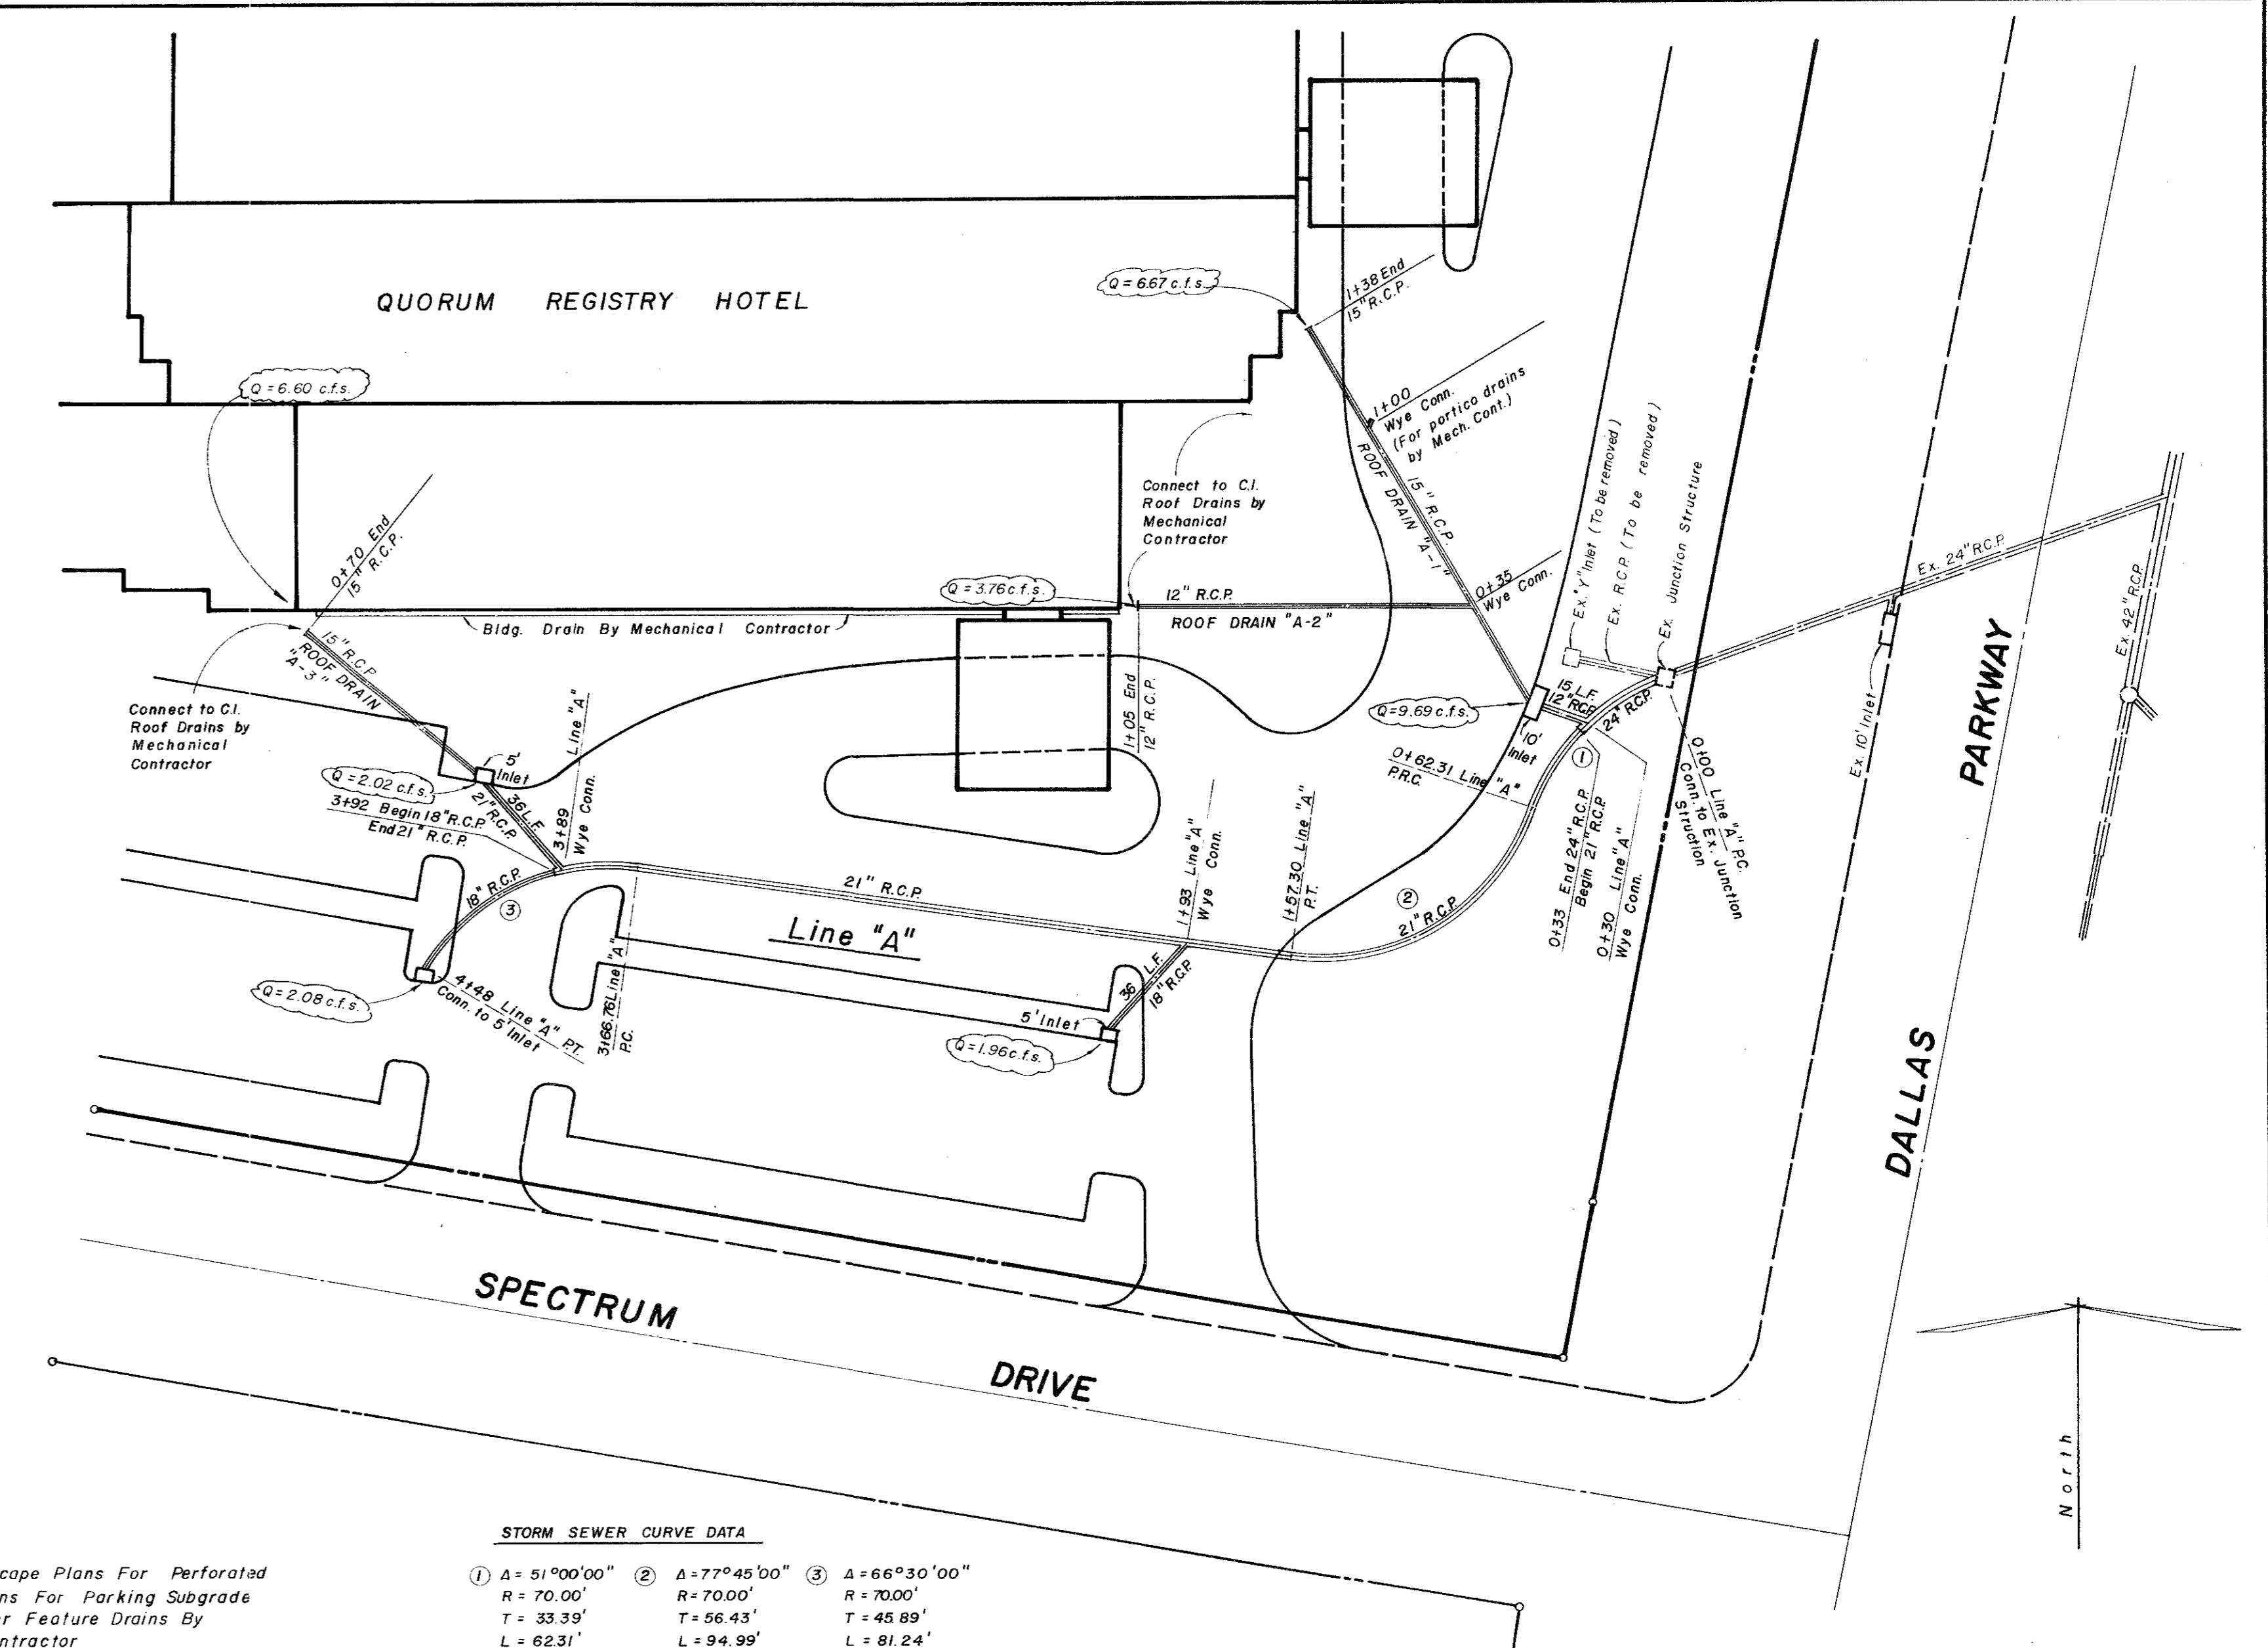 QUORUM REGISTRY HOTEL
Q = 6.67 c.f.s.
1+38 End
15" R.C.P.
Q = 6.60 c.f.s.
1+00
Wye Conn.
(For portico drains
by Mech. Cont.)
ROOF DRAIN "A-1"
15" R.C.P.
Connect to C.I.
Roof Drains by
Mechanical
Contractor
0+35
Wye Conn.
Ex. "Y" Inlet (To be removed)
Ex. R.C.P. (To be removed)
Ex. Junction Structure
Ex. 24" R.C.P.
Ex. 42" R.C.P.
Ex. 10' Inlet
0+70 End
15" R.C.P.
Q = 3.76 c.f.s.
12" R.C.P.
ROOF DRAIN "A-2"
Bldg. Drain By Mechanical Contractor
15" R.C.P.
ROOF DRAIN
"A-3"
Connect to C.I.
Roof Drains by
Mechanical
Contractor
1+05 End
12" R.C.P.
15 L.F.
12" R.C.P.
24" R.C.P.
Q = 9.69 c.f.s.
10'
Inlet
1
0+62.31 Line "A"
P.R.C.
0+00 Line "A" P.C.
Conn. to Ex. Junction
Struction
0+33 End 24" R.C.P.
Begin 21" R.C.P.
0+30 Line "A"
Wye Conn.
5'
Inlet
Q = 2.02 c.f.s.
36 L.F.
21" R.C.P.
3+89 Line "A"
Wye Conn.
3+92 Begin 18" R.C.P.
End 21" R.C.P.
18" R.C.P.
3
21" R.C.P.
Line "A"
1+93 Line "A"
Wye Conn.
1+57.30 Line "A"
P.T.
2
21" R.C.P.
36 L.F.
18" R.C.P.
5' Inlet
Q = 1.96 c.f.s.
Q = 2.08 c.f.s.
4+48 Line "A" P.T.
Conn. to 5' Inlet
3+66.76 Line "A"
P.C.
DALLAS PARKWAY
SPECTRUM DRIVE
North
STORM SEWER CURVE DATA
1 Δ = 51°00'00" 2 Δ = 77°45'00" 3 Δ = 66°30'00"
R = 70.00' R = 70.00' R = 70.00'
T = 33.39' T = 56.43' T = 45.89'
L = 62.31' L = 94.99' L = 81.24'
cape Plans For Perforated
ns For Parking Subgrade
r Feature Drains By
ntractor